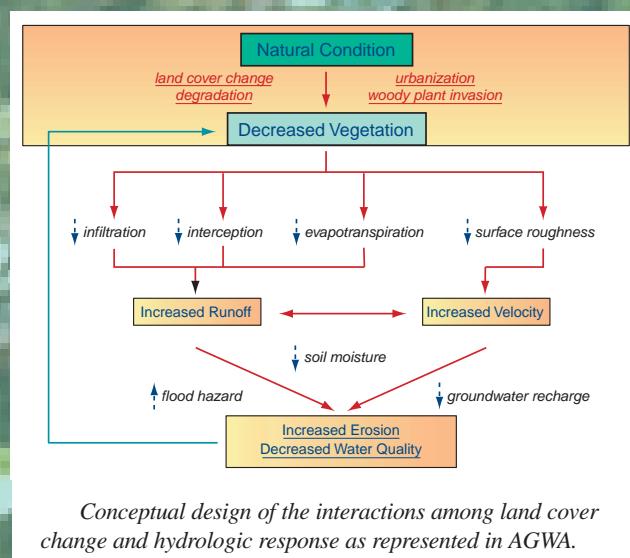 Natural Condition
land cover change urbanization
degradation woody plant invasion
Decreased Vegetation
infiltration interception evapotranspiration surface roughness
Increased Runoff Increased Velocity
soil moisture
flood hazard groundwater recharge
Increased Erosion
Decreased Water Quality
Conceptual design of the interactions among land cover
change and hydrologic response as represented in AGWA.